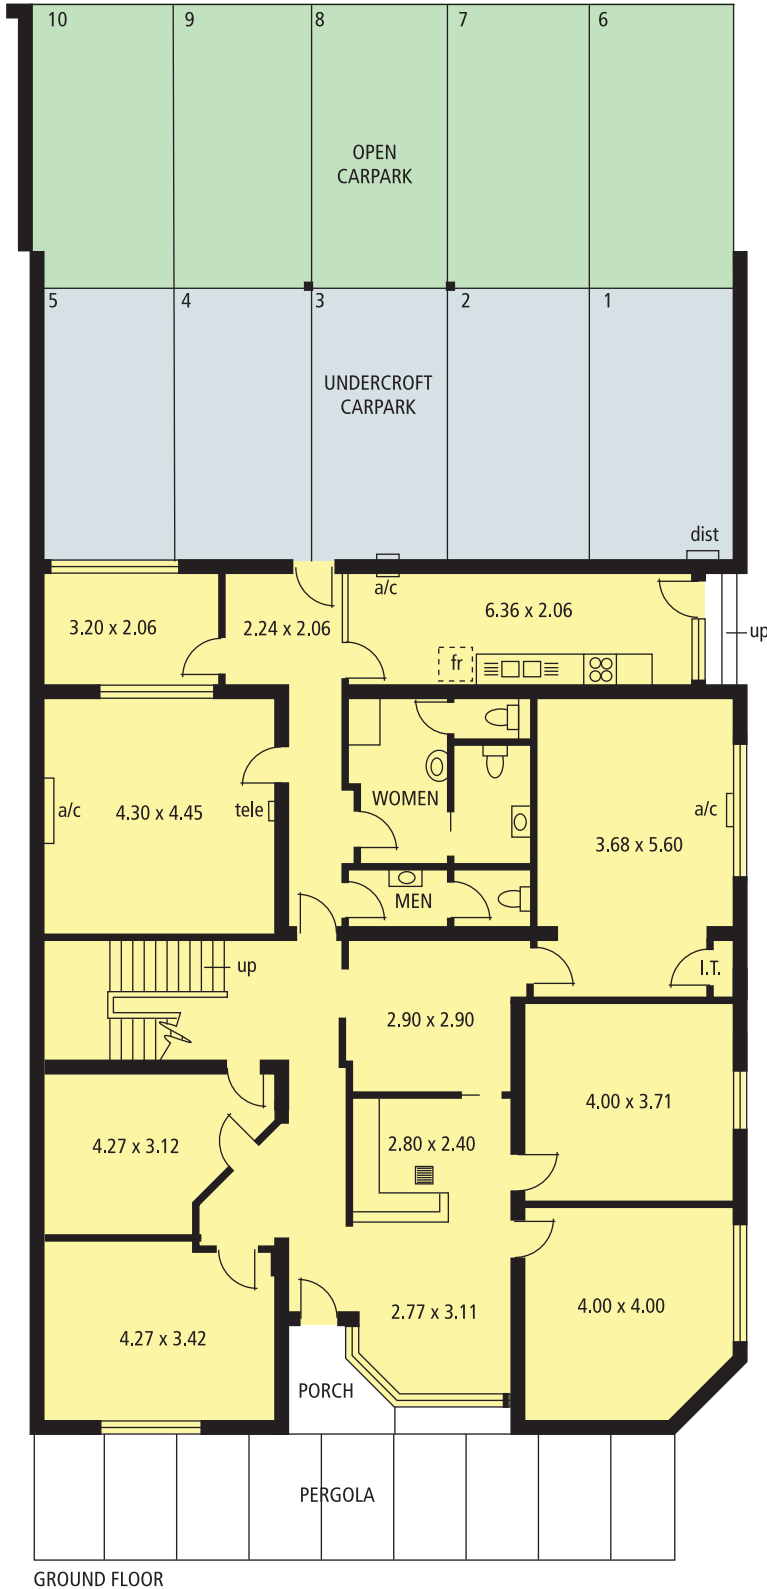 10
9
8
7
6
OPEN
CARPARK
5
4
3
2
1
UNDERCROFT
CARPARK
dist
a/c
3.20 x 2.06
2.24 x 2.06
6.36 x 2.06
up
fr
a/c
4.30 x 4.45
tele
WOMEN
3.68 x 5.60
a/c
MEN
up
I.T.
2.90 x 2.90
4.00 x 3.71
4.27 x 3.12
2.80 x 2.40
4.27 x 3.42
2.77 x 3.11
4.00 x 4.00
PORCH
PERGOLA
GROUND FLOOR